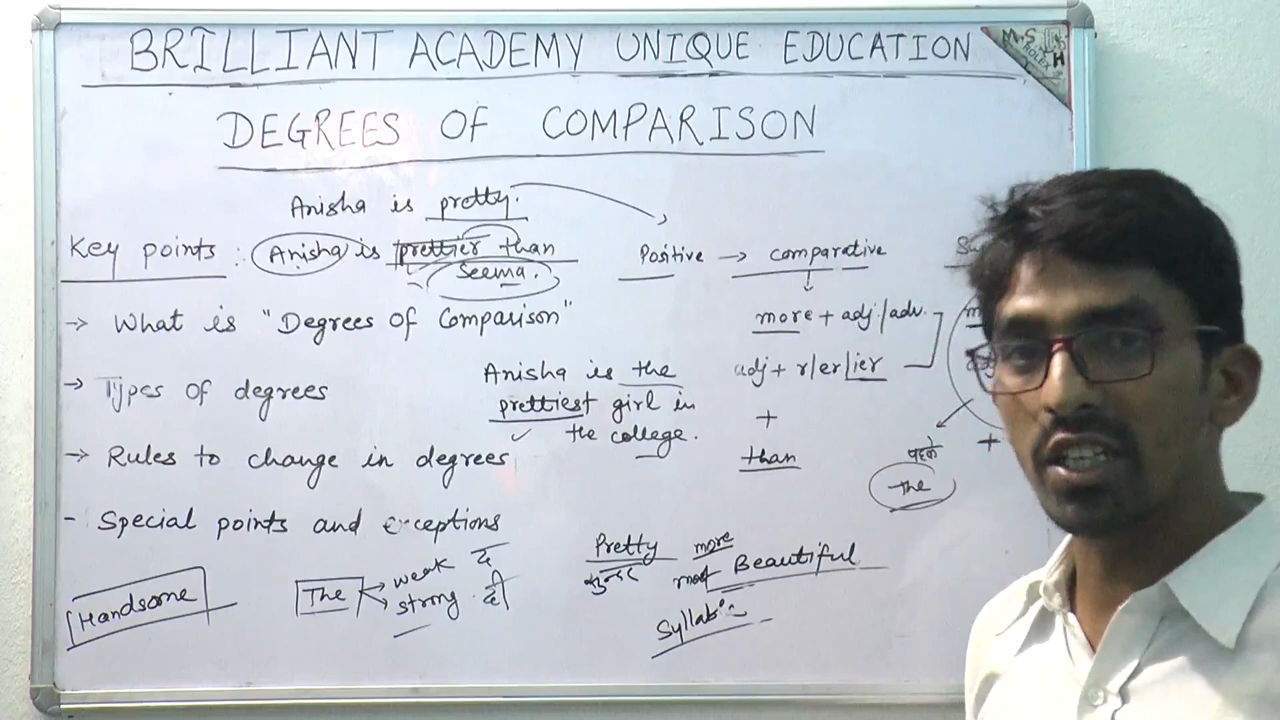 BRILLIANT ACADEMY UNIQUE EDUCATION
M.S.
H
DEGREES OF COMPARISON
Anisha is pretty.
Key points : Anisha is prettier than
Seema.
Positive → comparative
Su
→ What is "Degrees of Comparison"
more + adj./adv.
→ Types of degrees
adj + r/er/ier
Anisha is the
prettiest girl in
the college.
+
than
+
पहले
the
→ Rules to change in degrees
- Special points and exceptions
Handsome
The
weak द
strong दी
Pretty
सुन्दर
more
most Beautiful